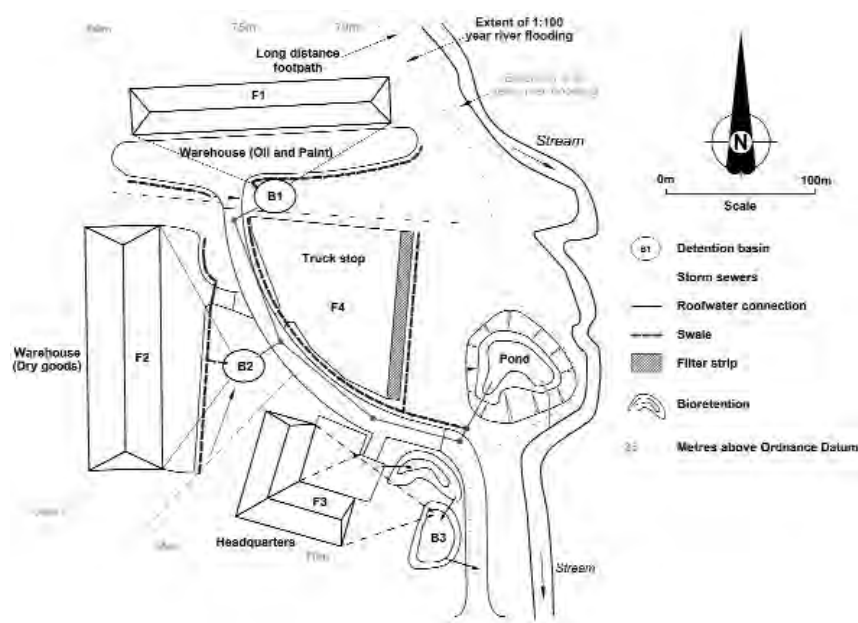 75m
Extent of 1:100
year river flooding
Long distance
footpath
F1
Stream
Warehouse (Oil and Paint)
B1
N
0m
100m
Scale
B1
Detention basin
Storm sewers
Roofwater connection
Swale
Filter strip
Bioretention
Metres above Ordnance Datum
Truck stop
F4
Warehouse
(Dry goods)
F2
B2
Pond
F3
Headquarters
B3
Stream